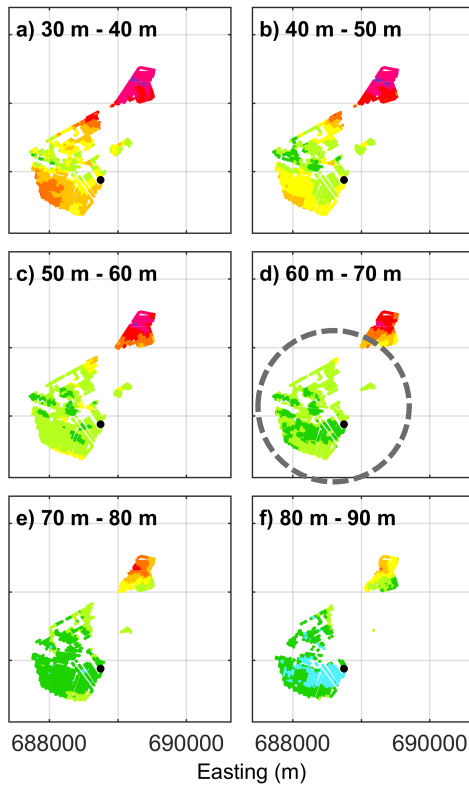 a) 30 m - 40 m
b) 40 m - 50 m
c) 50 m - 60 m
d) 60 m - 70 m
e) 70 m - 80 m
f) 80 m - 90 m
688000 690000 688000 690000
Easting (m)